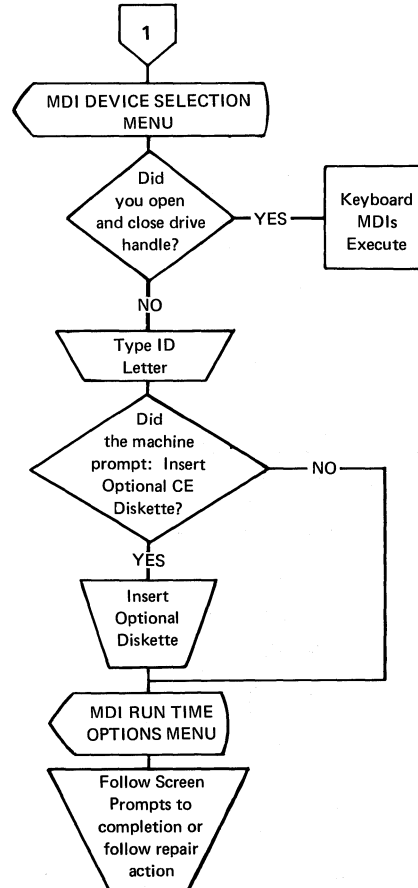 1
MDI DEVICE SELECTION
MENU
Did
you open
and close drive
handle?
YES
Keyboard
MDIs
Execute
NO
Type ID
Letter
Did
the machine
prompt: Insert
Optional CE
Diskette?
NO
YES
Insert
Optional
Diskette
MDI RUN TIME
OPTIONS MENU
Follow Screen
Prompts to
completion or
follow repair
action